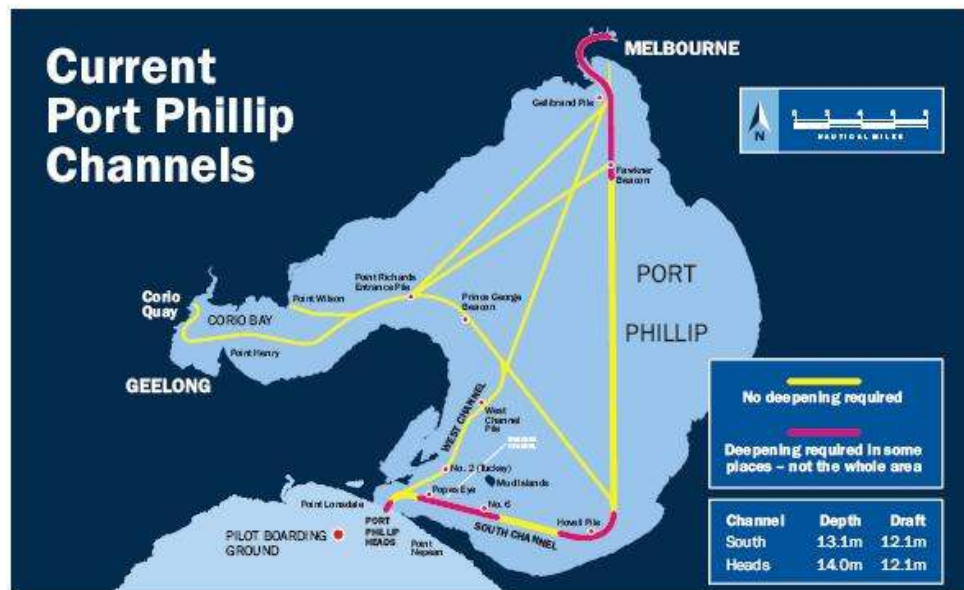 Current
Port Phillip
Channels
MELBOURNE
Gellibrand Pile
N
NAUTICAL MILES
Fawkner
Beacon
PORT
PHILLIP
Point Richards
Entrance Pile
Prince George
Beacon
Point Wilson
Corio
Quay
CORIO BAY
Point Henry
GEELONG
WEST CHANNEL
West
Channel
Pile
No. 2 (Tuckey)
Mud Islands
Popes Eye
No. 6
Point Lonsdale
PORT
PHILLIP
HEADS
Point
Nepean
SOUTH CHANNEL
Hovell Pile
PILOT BOARDING
GROUND
No deepening required
Deepening required in some
places – not the whole area
Channel Depth Draft
South 13.1m 12.1m
Heads 14.0m 12.1m